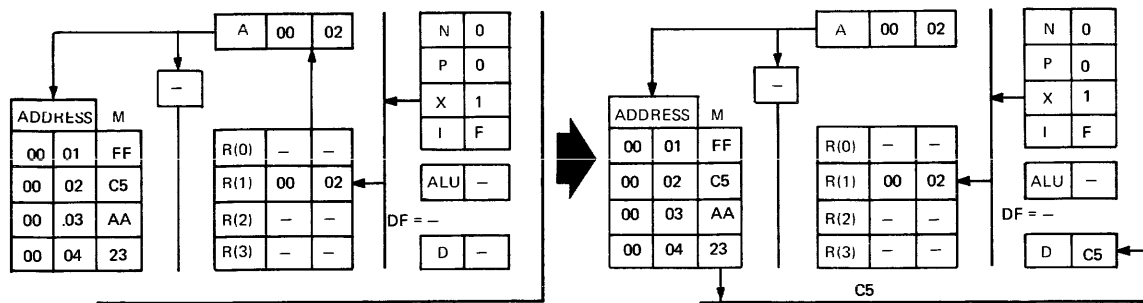 A 00 02
N 0
P 0
X 1
I F
ADDRESS M
00 01 FF
00 02 C5
00 .03 AA
00 04 23
R(0) – –
R(1) 00 02
R(2) – –
R(3) – –
ALU –
DF = –
D –
–
A 00 02
N 0
P 0
X 1
I F
ADDRESS M
00 01 FF
00 02 C5
00 03 AA
00 04 23
R(0) – –
R(1) 00 02
R(2) – –
R(3) – –
ALU –
DF = –
D C5
–
C5